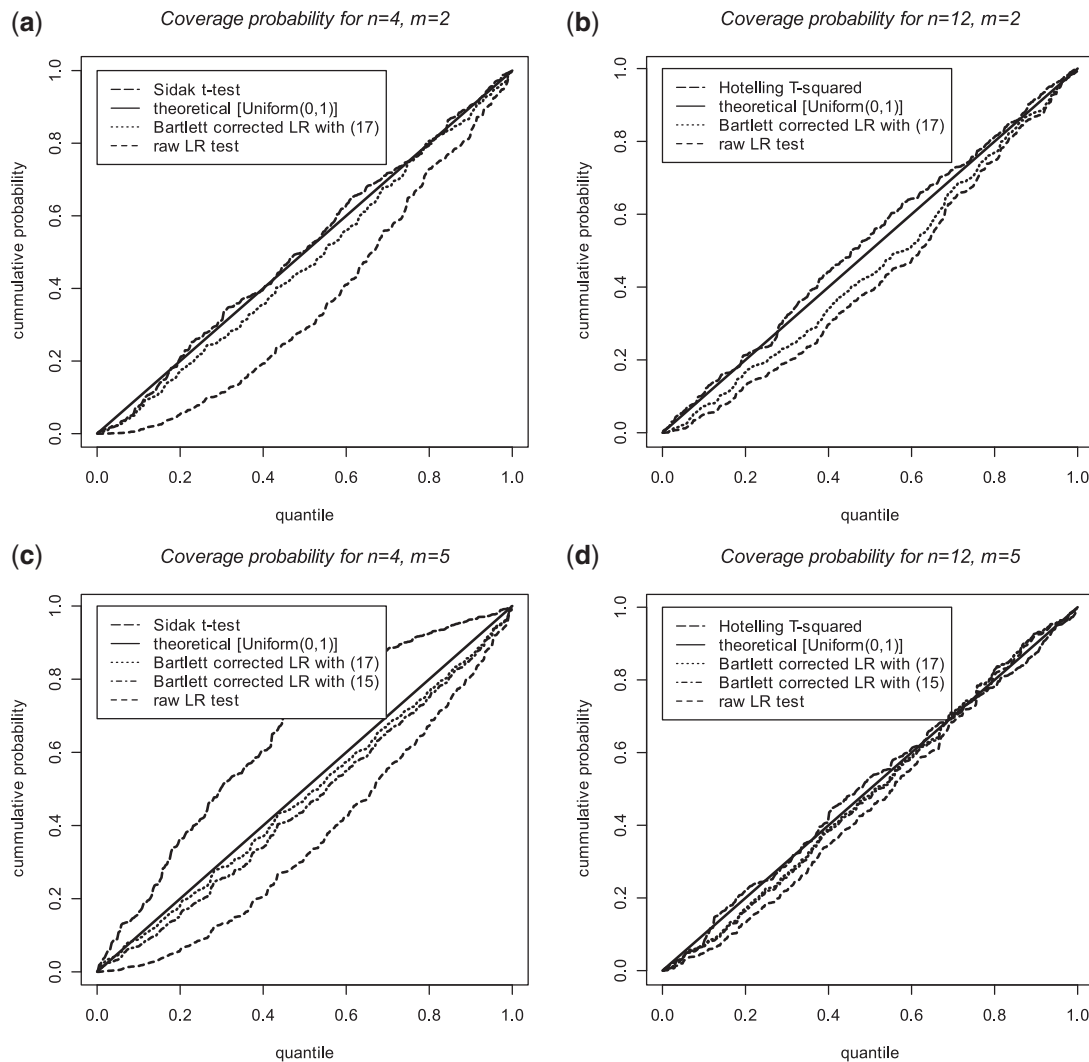 (a) Coverage probability for n=4, m=2
cummulative probability
0.0 0.2 0.4 0.6 0.8 1.0
Sidak t-test
theoretical [Uniform(0,1)]
Bartlett corrected LR with (17)
raw LR test
0.0 0.2 0.4 0.6 0.8 1.0
quantile
(b) Coverage probability for n=12, m=2
cummulative probability
0.0 0.2 0.4 0.6 0.8 1.0
Hotelling T-squared
theoretical [Uniform(0,1)]
Bartlett corrected LR with (17)
raw LR test
0.0 0.2 0.4 0.6 0.8 1.0
quantile
(c) Coverage probability for n=4, m=5
cummulative probability
0.0 0.2 0.4 0.6 0.8 1.0
Sidak t-test
theoretical [Uniform(0,1)]
Bartlett corrected LR with (17)
Bartlett corrected LR with (15)
raw LR test
0.0 0.2 0.4 0.6 0.8 1.0
quantile
(d) Coverage probability for n=12, m=5
cummulative probability
0.0 0.2 0.4 0.6 0.8 1.0
Hotelling T-squared
theoretical [Uniform(0,1)]
Bartlett corrected LR with (17)
Bartlett corrected LR with (15)
raw LR test
0.0 0.2 0.4 0.6 0.8 1.0
quantile